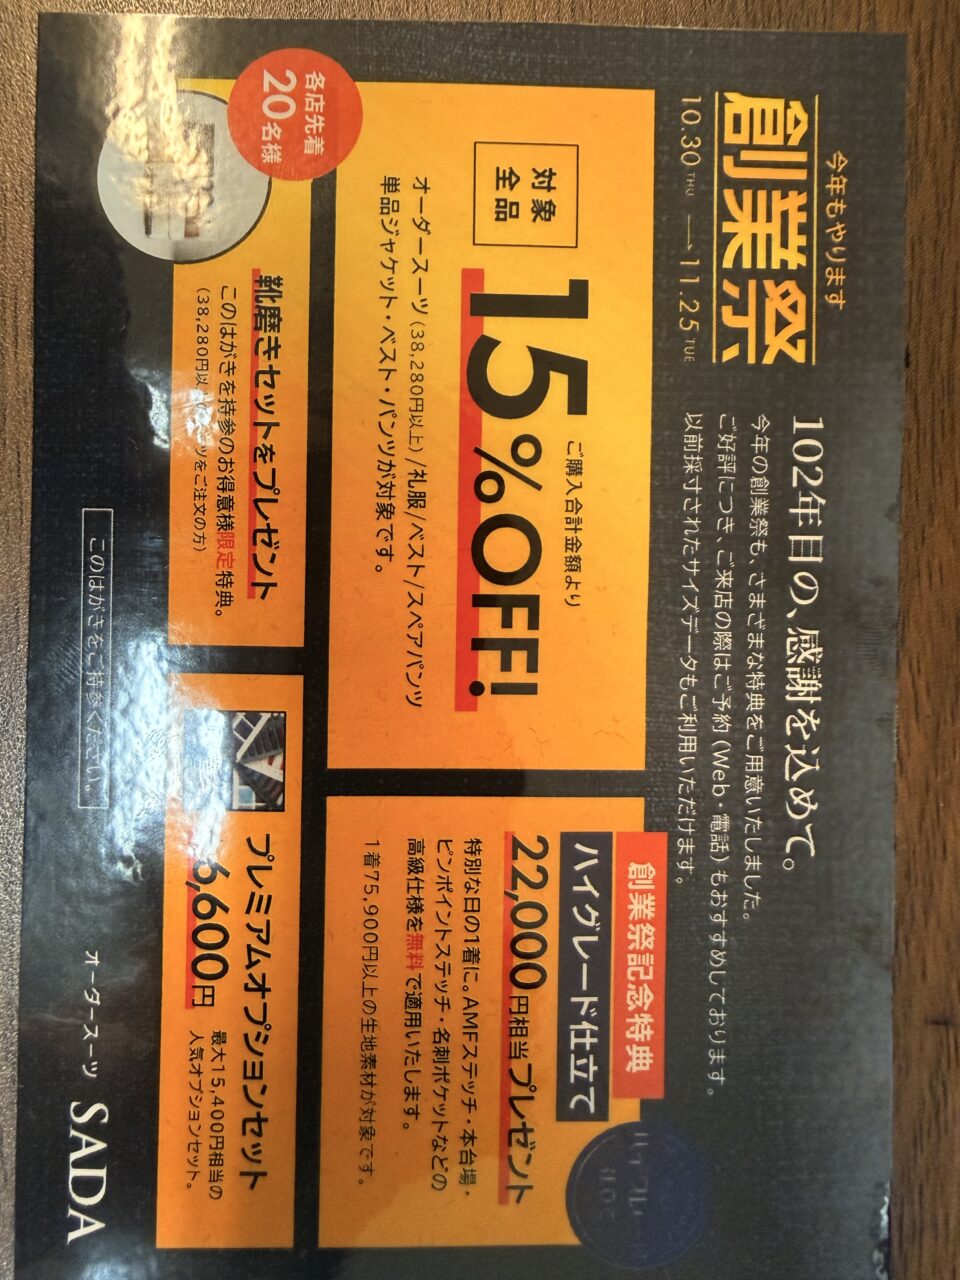 今年もやります
創業祭
10.30 THU — 11.25 TUE
102年目の、感謝を込めて。
今年の創業祭も、さまざまな特典をご用意いたしました。
ご好評につき、ご来店の際はご予約(Web・電話)もおすすめしております。
以前採寸されたサイズデータもご利用いただけます。
対象
全品
ご購入合計金額より
15%OFF!
オーダースーツ(38,280円以上)/礼服/ベスト/スペアパンツ
単品ジャケット・ベスト・パンツが対象です。
創業祭記念特典
ハイグレード仕立て
22,000円相当プレゼント
特別な日の1着に。AMFステッチ・本台場・
ピンポイントステッチ・名刺ポケットなどの
高級仕様を無料で適用いたします。
1着75,900円以上の生地素材が対象です。
各店先着
20名様
靴磨きセットをプレゼント
このはがきを持参のお得意様限定特典。
(38,280円以 ツをご注文の方)
プレミアムオプションセット
6,600円
最大15,400円相当の
人気オプションセット。
このはがきをご持参ください。
オーダースーツ SADA